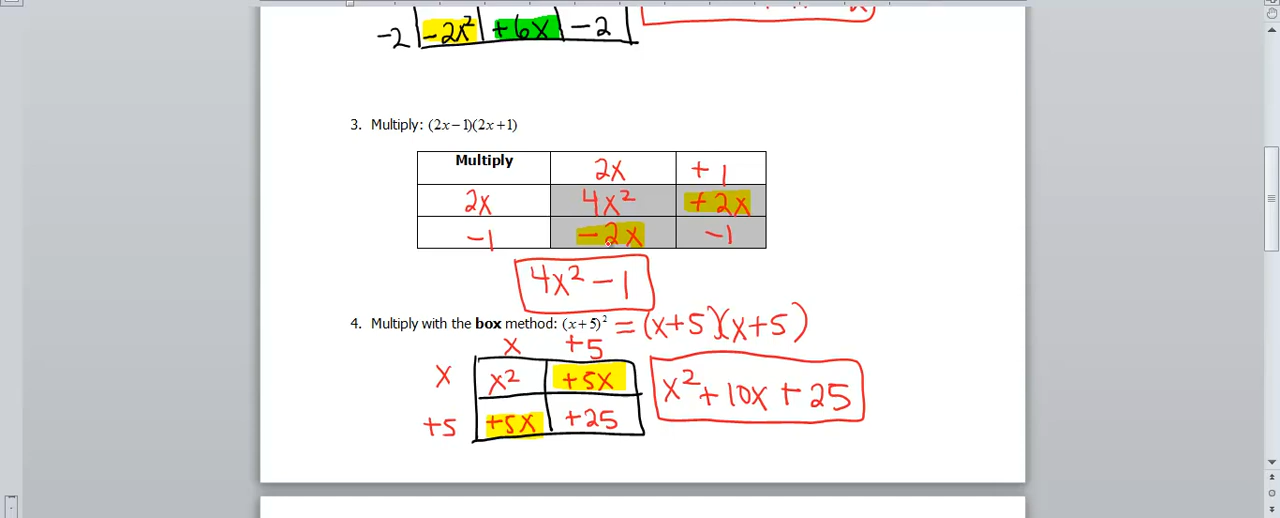 -2 -2x² +6x -2
3. Multiply: (2x−1)(2x+1)
Multiply 2x +1
2x 4x² +2x
-1 -2x -1
4x² - 1
4. Multiply with the box method: (x+5)² = (x+5)(x+5)
x +5
x x² +5x
+5 +5x +25
x² + 10x + 25